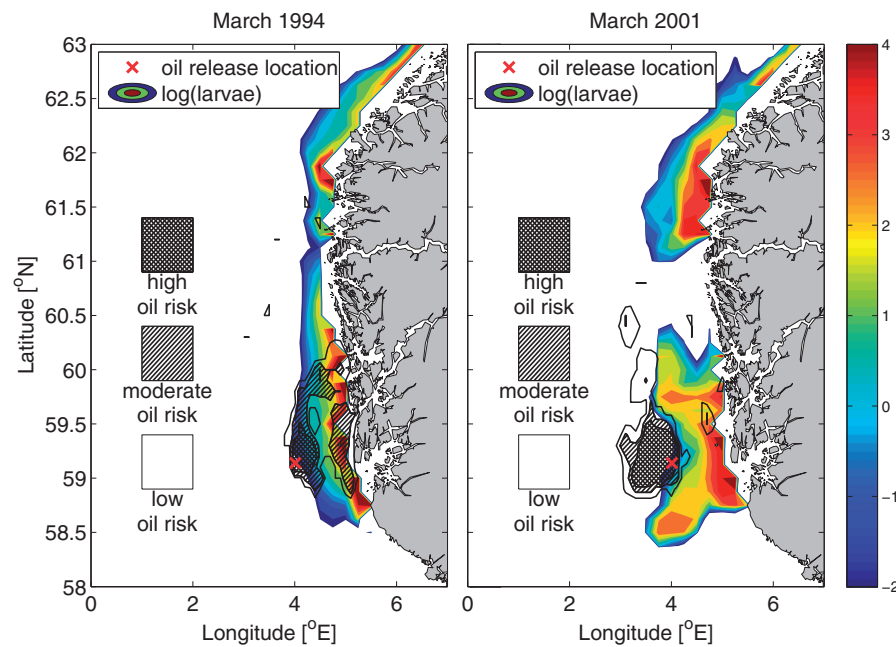 March 1994
March 2001
63
62.5
62
61.5
61
60.5
60
59.5
59
58.5
58
Latitude [°N]
oil release location
log(larvae)
high
oil risk
moderate
oil risk
low
oil risk
0
2
4
6
Longitude [°E]
oil release location
log(larvae)
high
oil risk
moderate
oil risk
low
oil risk
0
2
4
6
Longitude [°E]
4
3
2
1
0
-1
-2